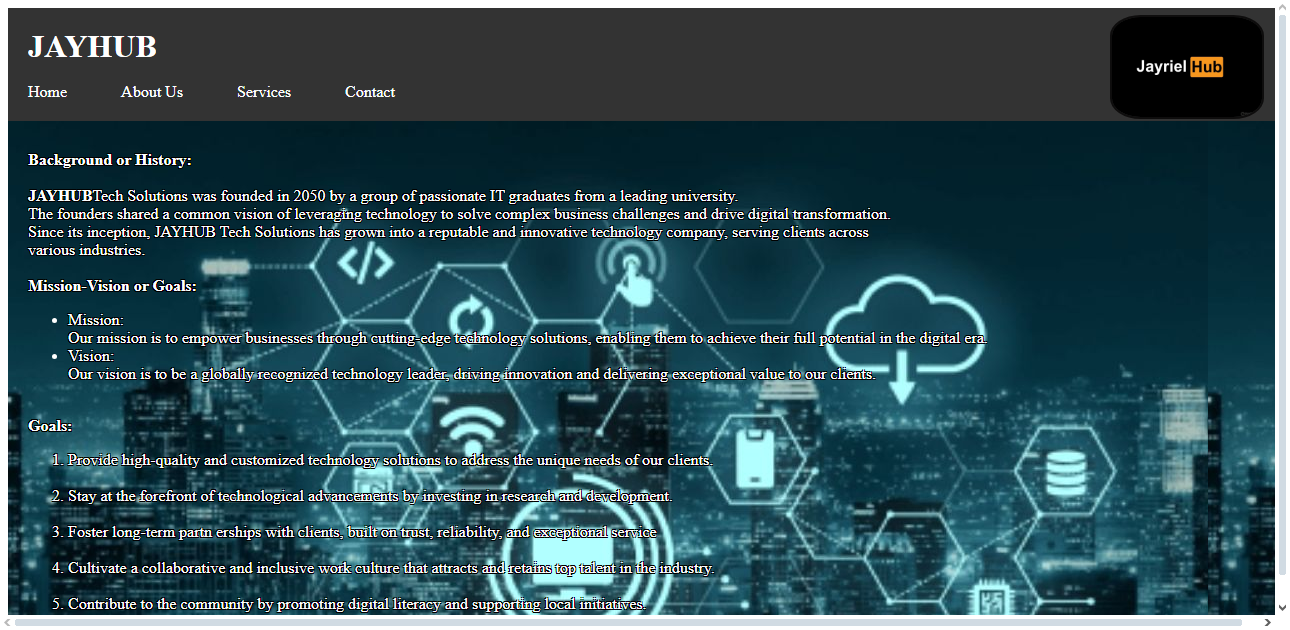 JAYHUB
Jayriel Hub
Home About Us Services Contact
Background or History:
JAYHUBTech Solutions was founded in 2050 by a group of passionate IT graduates from a leading university.
The founders shared a common vision of leveraging technology to solve complex business challenges and drive digital transformation.
Since its inception, JAYHUB Tech Solutions has grown into a reputable and innovative technology company, serving clients across
various industries.
Mission-Vision or Goals:
• Mission:
Our mission is to empower businesses through cutting-edge technology solutions, enabling them to achieve their full potential in the digital era.
• Vision:
Our vision is to be a globally recognized technology leader, driving innovation and delivering exceptional value to our clients.
Goals:
1. Provide high-quality and customized technology solutions to address the unique needs of our clients.
2. Stay at the forefront of technological advancements by investing in research and development.
3. Foster long-term partn erships with clients, built on trust, reliability, and exceptional service
4. Cultivate a collaborative and inclusive work culture that attracts and retains top talent in the industry.
5. Contribute to the community by promoting digital literacy and supporting local initiatives.